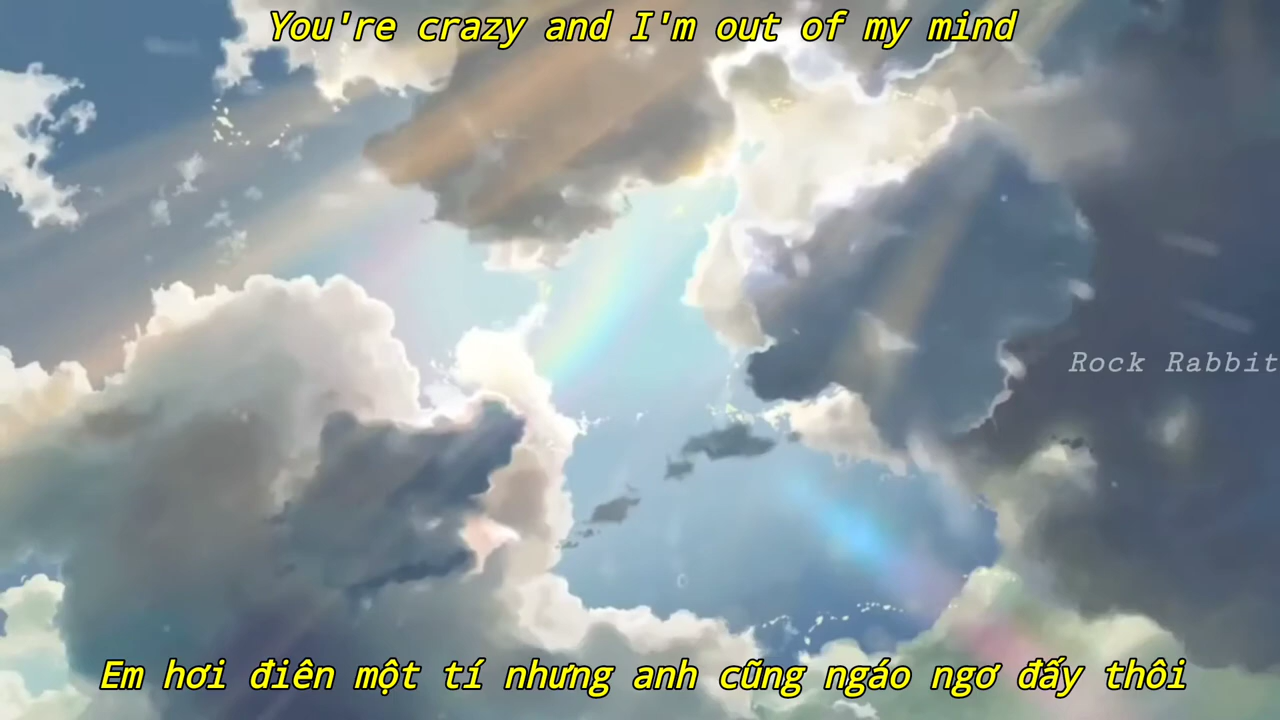 You're crazy and I'm out of my mind
Rock Rabbit
Em hơi điên một tí nhưng anh cũng ngáo ngơ đấy thôi